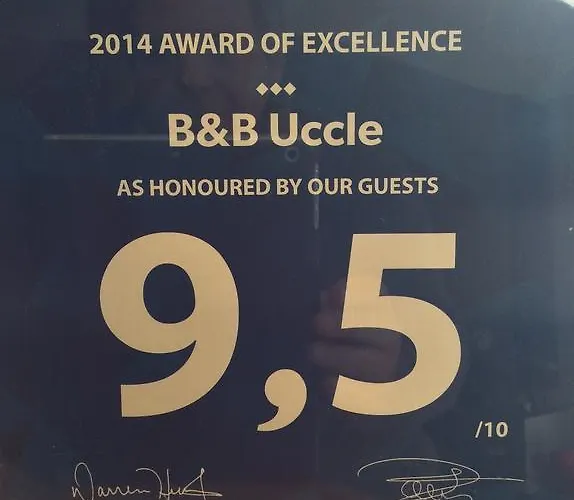 2014 AWARD OF EXCELLENCE
B&B Uccle
AS HONOURED BY OUR GUESTS
9,5
/10